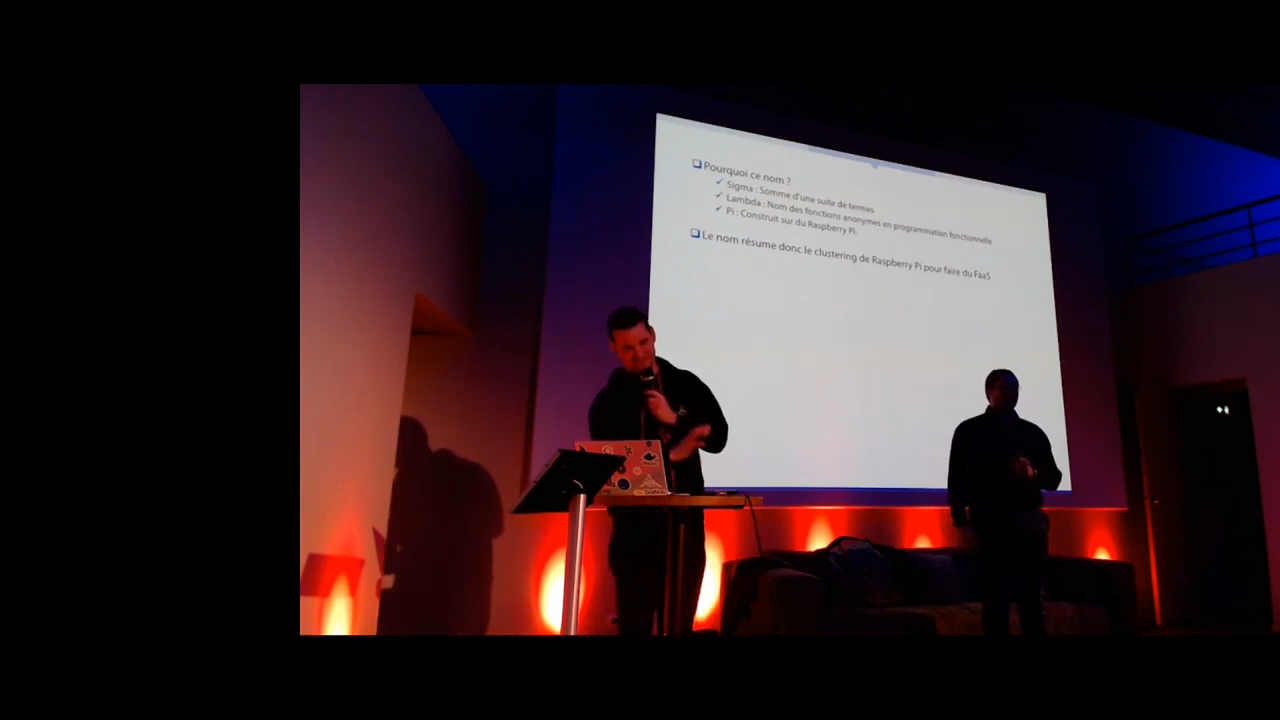 Pourquoi ce nom ?
Sigma : Somme d'une suite de termes
Lambda : Nom des fonctions anonymes en programmation fonctionnelle
Pi : Construit sur du Raspberry Pi.
Le nom résume donc le clustering de Raspberry Pi pour faire du FaaS